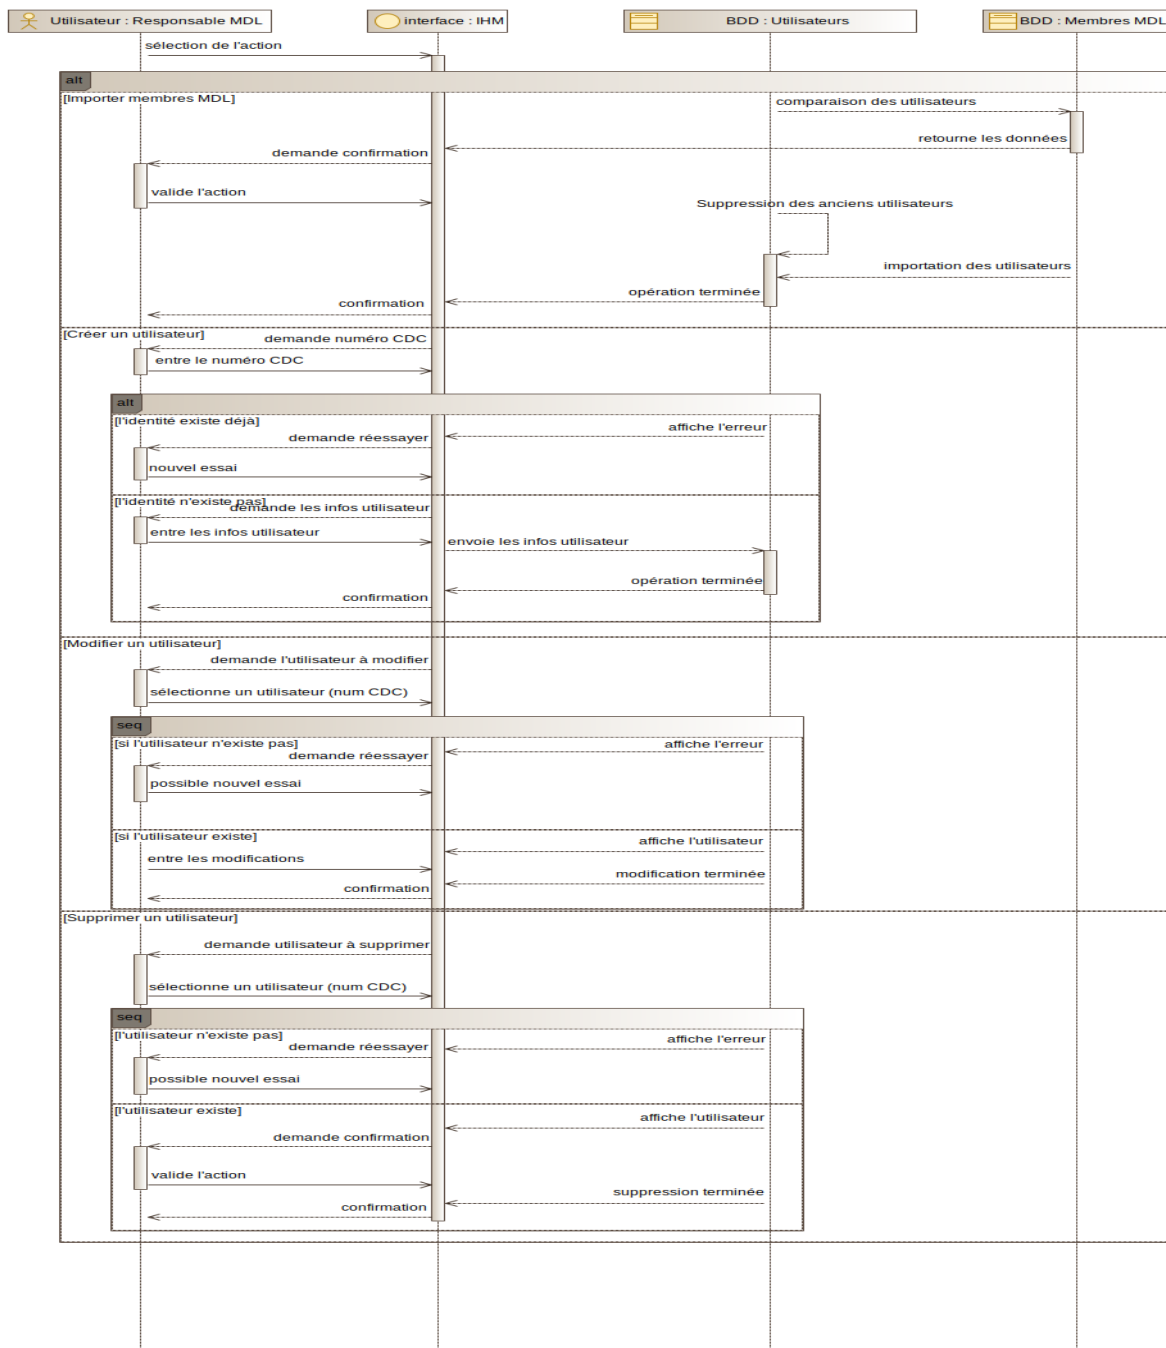 Utilisateur : Responsable MDL
interface : IHM
BDD : Utilisateurs
BDD : Membres MDL
sélection de l'action
alt
[Importer membres MDL]
comparaison des utilisateurs
retourne les données
demande confirmation
valide l'action
Suppression des anciens utilisateurs
importation des utilisateurs
opération terminée
confirmation
[Créer un utilisateur]
demande numéro CDC
entre le numéro CDC
alt
[l'identité existe déjà]
affiche l'erreur
demande réessayer
nouvel essai
[l'identité n'existe pas]
demande les infos utilisateur
entre les infos utilisateur
envoie les infos utilisateur
opération terminée
confirmation
[Modifier un utilisateur]
demande l'utilisateur à modifier
sélectionne un utilisateur (num CDC)
seq
[si l'utilisateur n'existe pas]
affiche l'erreur
demande réessayer
possible nouvel essai
[si l'utilisateur existe]
affiche l'utilisateur
entre les modifications
modification terminée
confirmation
[Supprimer un utilisateur]
demande utilisateur à supprimer
sélectionne un utilisateur (num CDC)
seq
[l'utilisateur n'existe pas]
affiche l'erreur
demande réessayer
possible nouvel essai
[l'utilisateur existe]
affiche l'utilisateur
demande confirmation
valide l'action
suppression terminée
confirmation